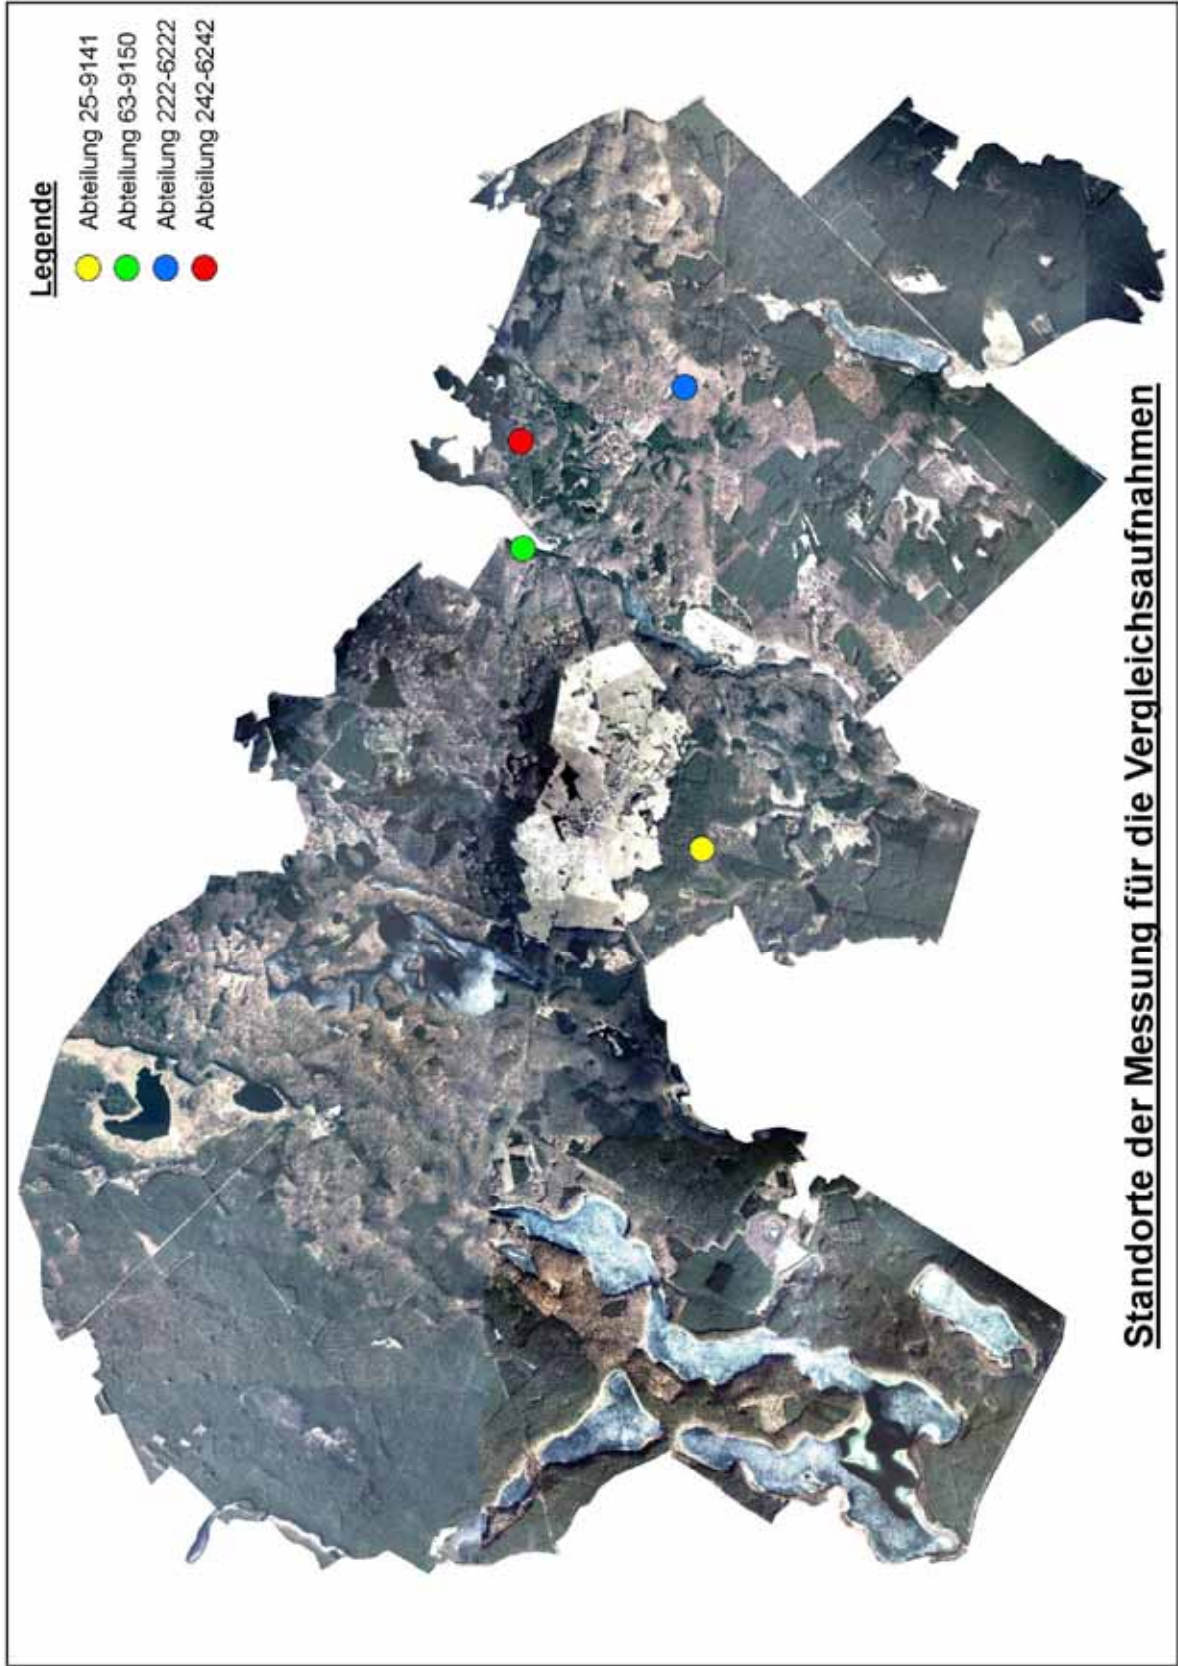 Legende
Abteilung 25-9141
Abteilung 63-9150
Abteilung 222-6222
Abteilung 242-6242
Standorte der Messung für die Vergleichsaufnahmen